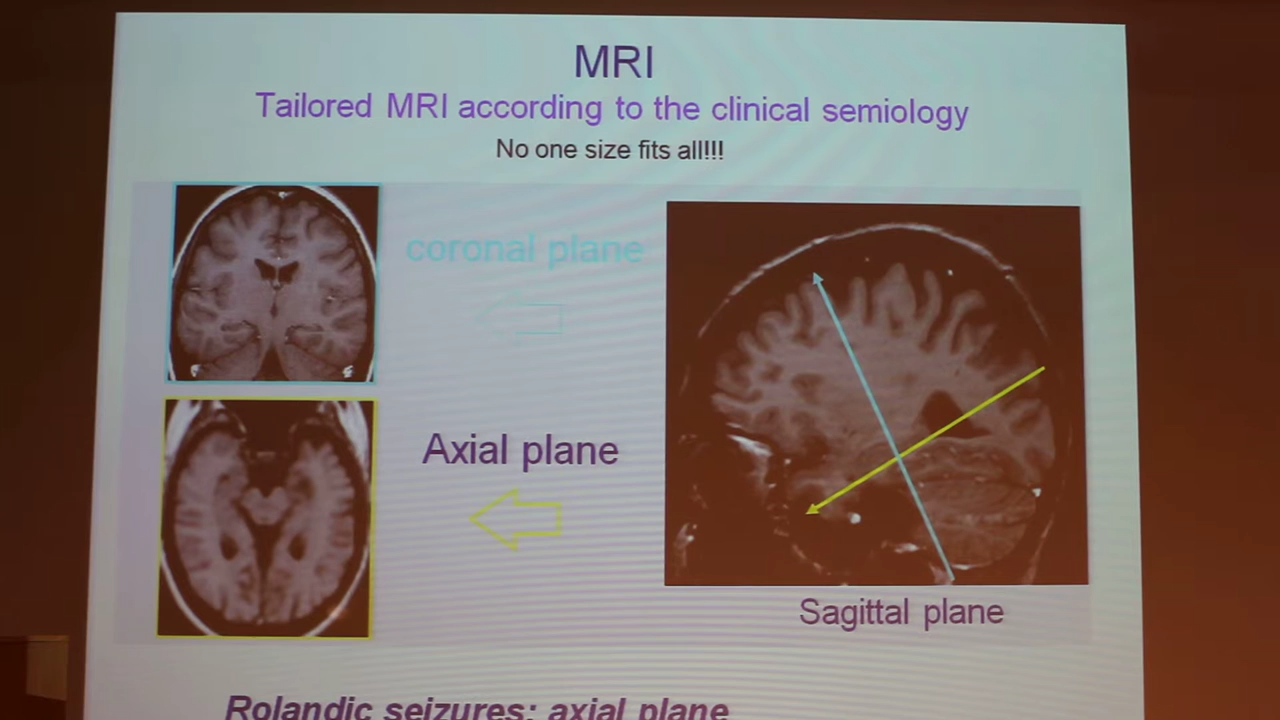 MRI
Tailored MRI according to the clinical semiology
No one size fits all!!!
coronal plane
Axial plane
Sagittal plane
Rolandic seizures: axial plane